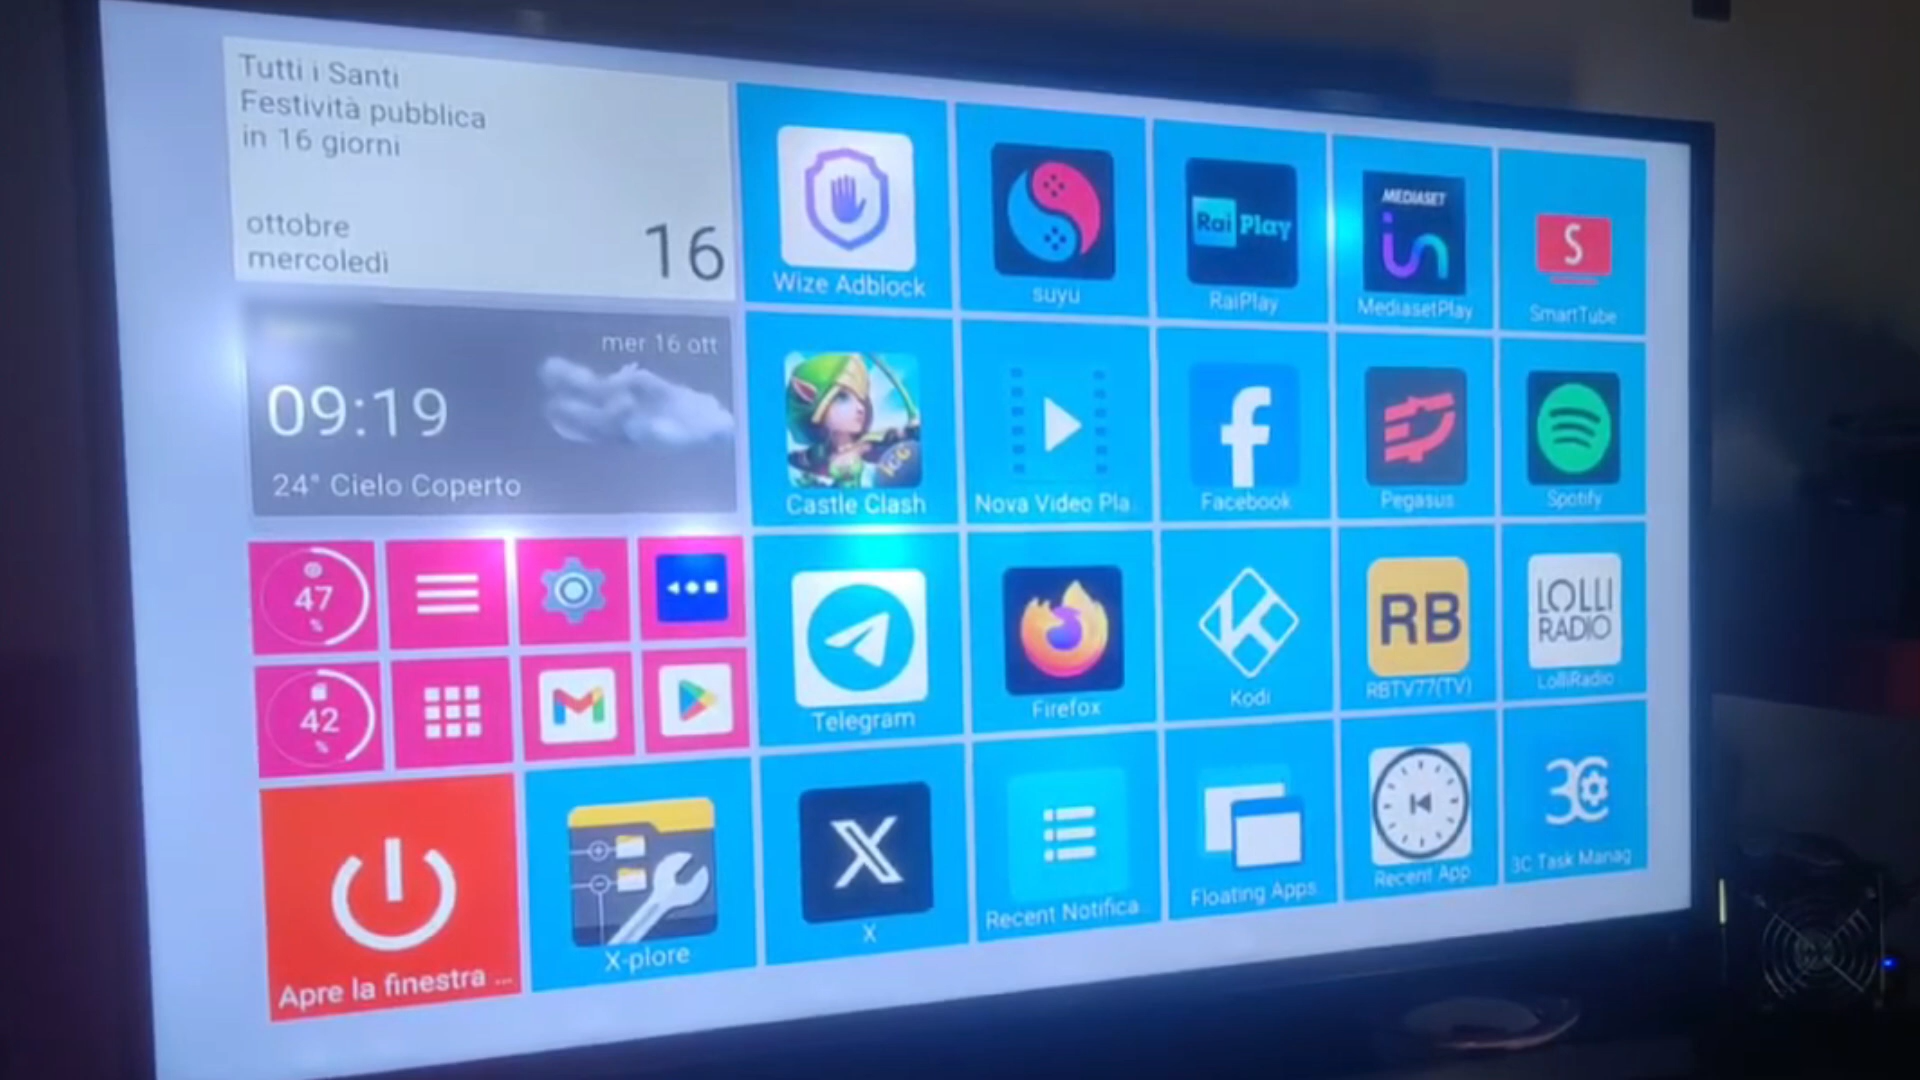 Tutti i Santi
Festività pubblica
in 16 giorni
ottobre
mercoledì
16
mer 16 ott
09:19
24° Cielo Coperto
47
%
42
%
Apre la finestra ...
Wize Adblock
suyu
Rai Play
RaiPlay
MEDIASET
in
MediasetPlay
S
SmartTube
IGG
Castle Clash
Nova Video Pla
f
Facebook
Pegasus
Spotify
Telegram
Firefox
Kodi
RB
RBTV77(TV)
LOLLI
RADIO
LolliRadio
X-plore
X
X
Recent Notifica
Floating Apps
Recent App
3C
3C Task Manag